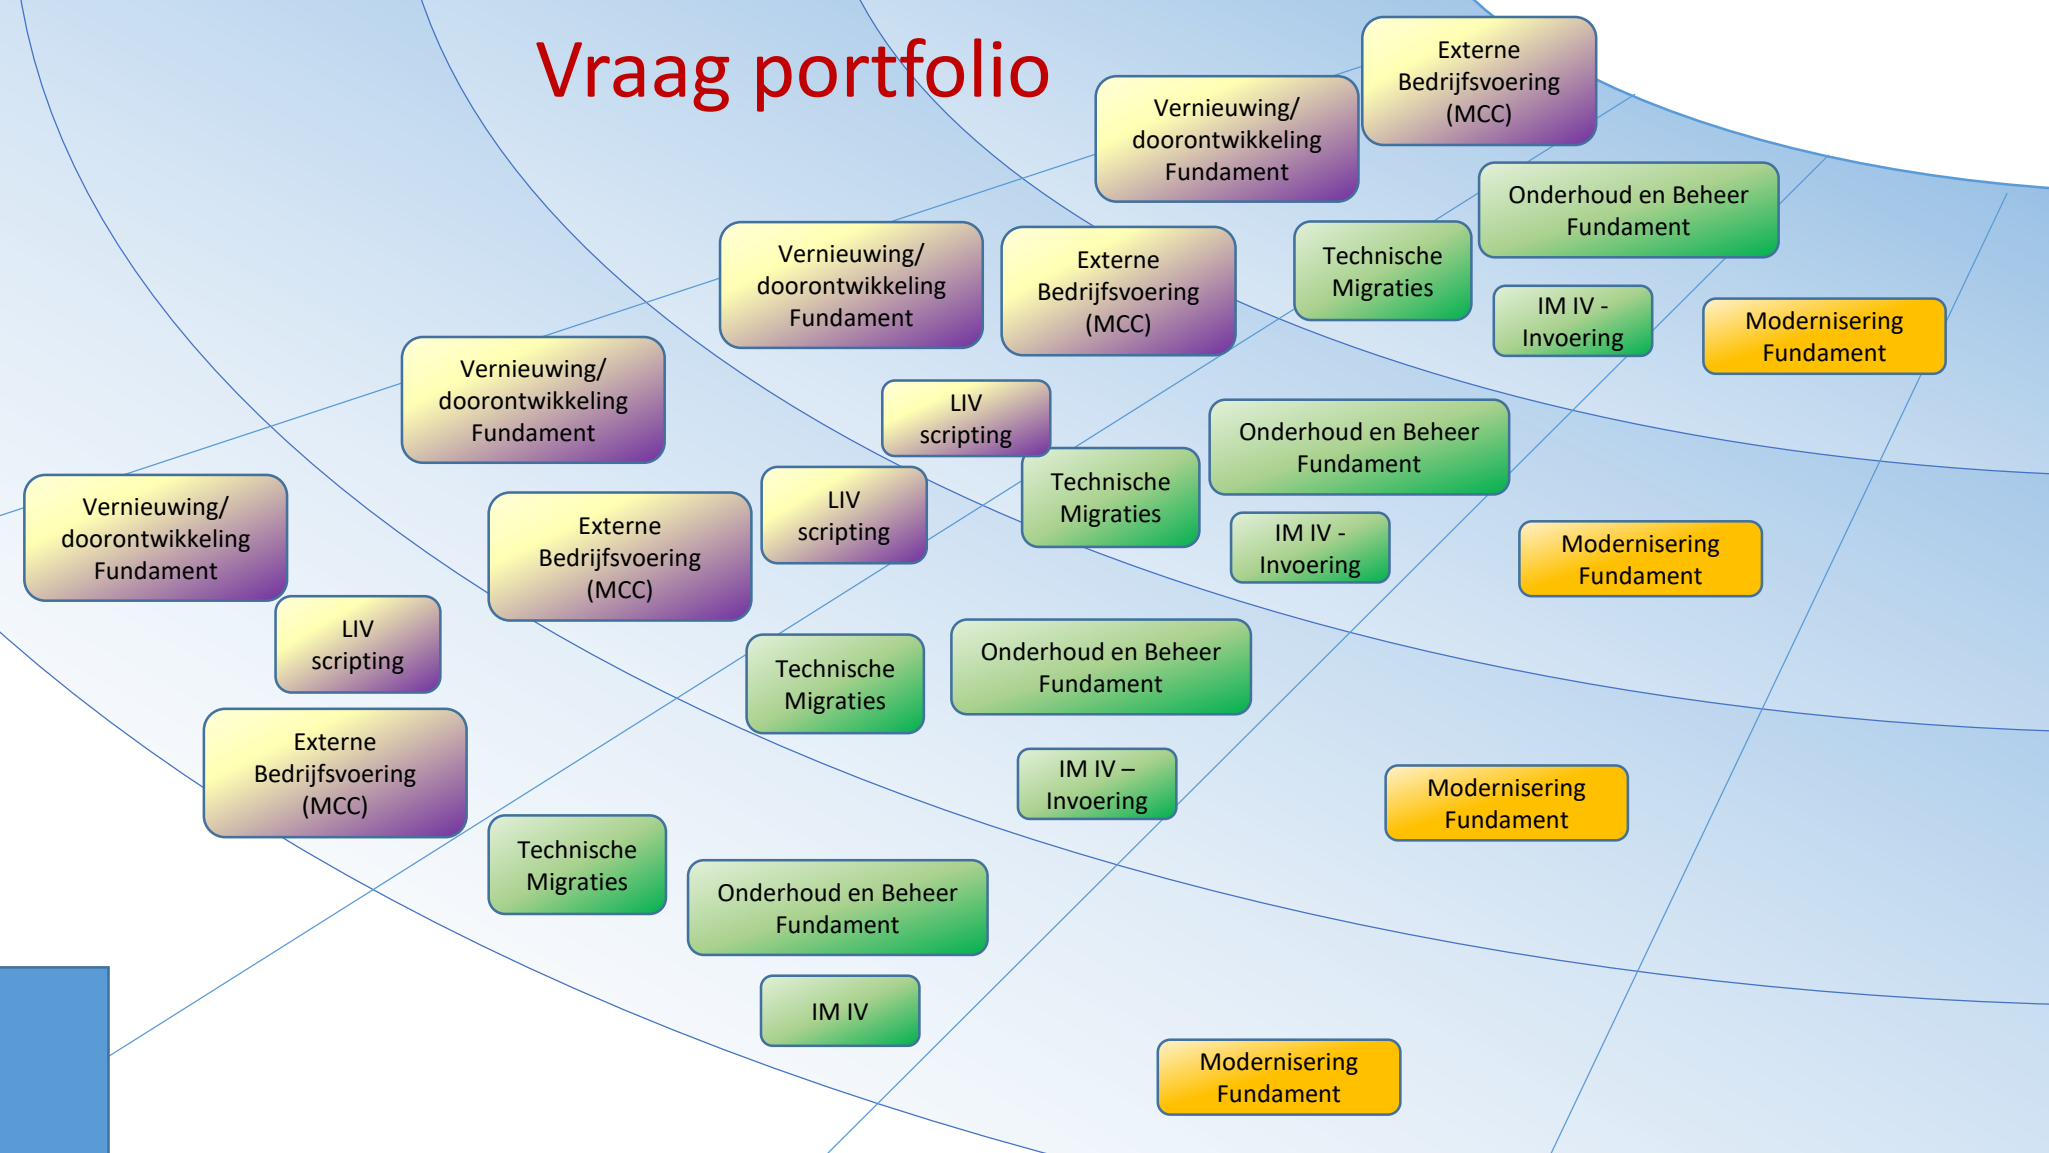 Vraag portfolio
Externe
Bedrijfsvoering
(MCC)
Vernieuwing/
doorontwikkeling
Fundament
Onderhoud en Beheer
Fundament
Vernieuwing/
doorontwikkeling
Fundament
Externe
Bedrijfsvoering
(MCC)
Technische
Migraties
IM IV -
Invoering
Modernisering
Fundament
Vernieuwing/
doorontwikkeling
Fundament
LIV
scripting
Onderhoud en Beheer
Fundament
Technische
Migraties
Vernieuwing/
doorontwikkeling
Fundament
Externe
Bedrijfsvoering
(MCC)
LIV
scripting
IM IV -
Invoering
Modernisering
Fundament
LIV
scripting
Technische
Migraties
Onderhoud en Beheer
Fundament
Externe
Bedrijfsvoering
(MCC)
IM IV –
Invoering
Modernisering
Fundament
Technische
Migraties
Onderhoud en Beheer
Fundament
IM IV
Modernisering
Fundament